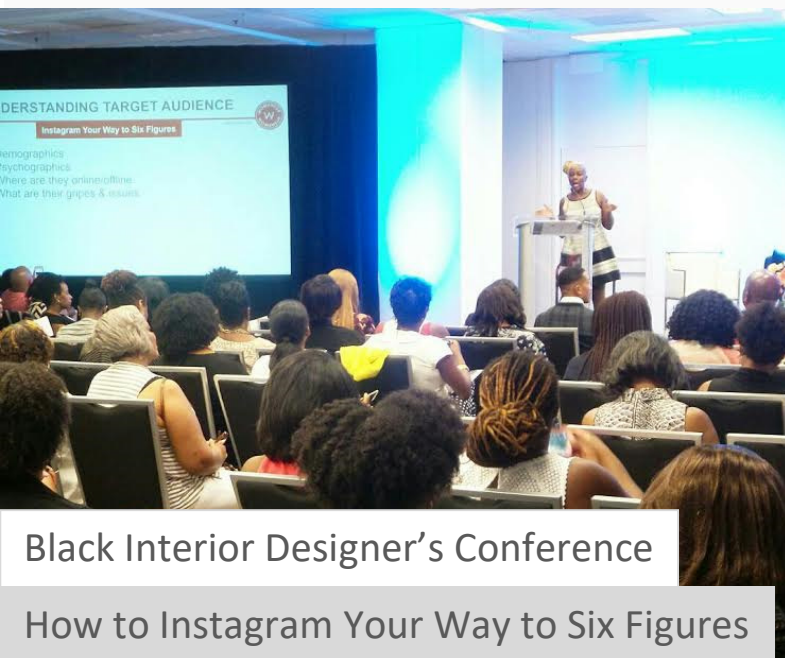 DERSTANDING TARGET AUDIENCE
W
Instagram Your Way to Six Figures
emographics
sychographics
Where are they online/offline
What are their gripes & issues
Black Interior Designer’s Conference
How to Instagram Your Way to Six Figures